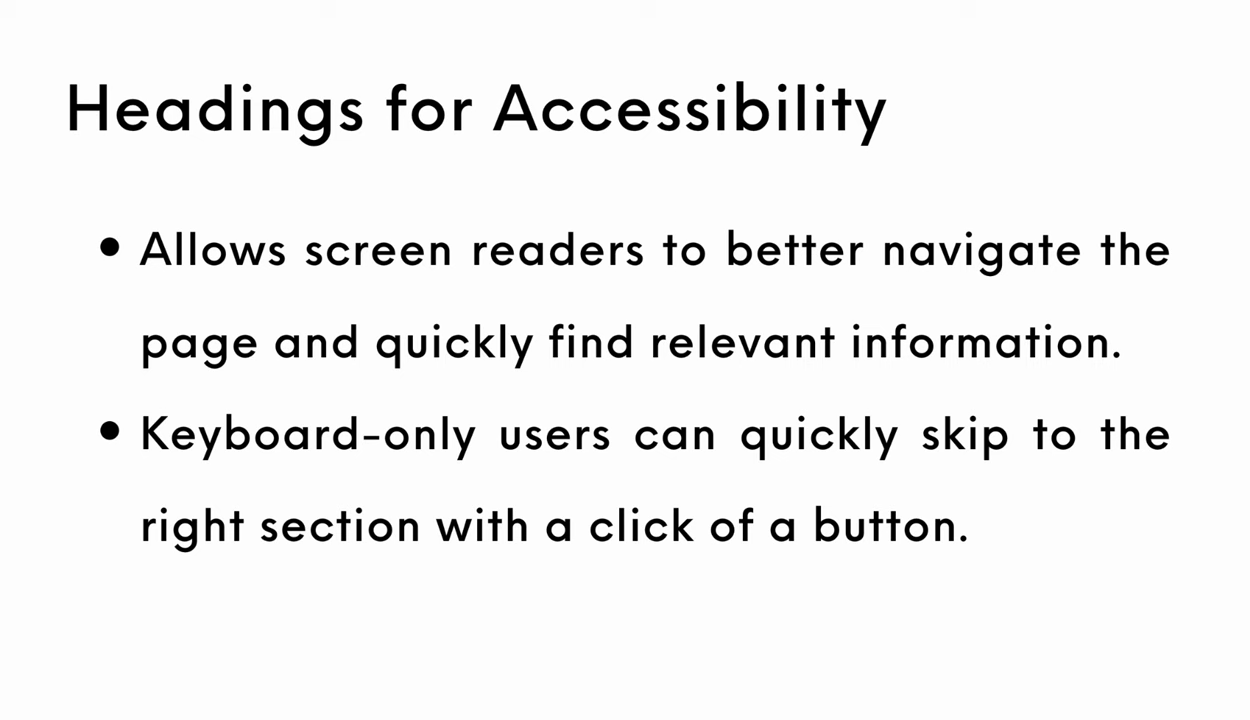 Headings for Accessibility
• Allows screen readers to better navigate the
page and quickly find relevant information.
• Keyboard-only users can quickly skip to the
right section with a click of a button.